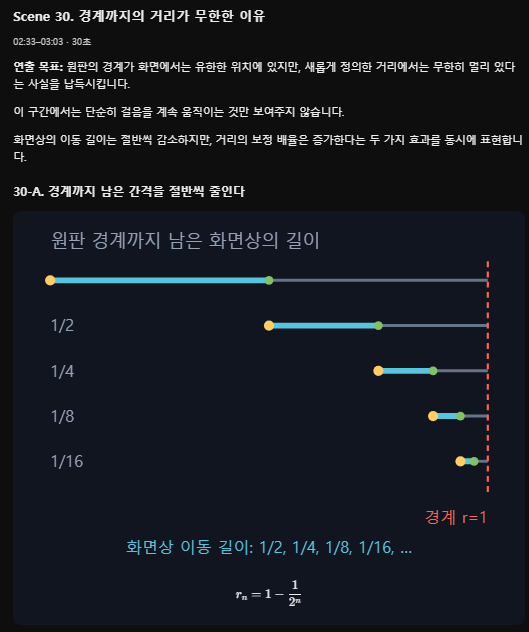 Scene 30. 경계까지의 거리가 무한한 이유
02:33–03:03 · 30초
연출 목표: 원판의 경계가 화면에서는 유한한 위치에 있지만, 새롭게 정의한 거리에서는 무한히 멀리 있다
는 사실을 납득시킵니다.
이 구간에서는 단순히 걸음을 계속 움직이는 것만 보여주지 않습니다.
화면상의 이동 길이는 절반씩 감소하지만, 거리의 보정 배율은 증가한다는 두 가지 효과를 동시에 표현합니
다.
30-A. 경계까지 남은 간격을 절반씩 줄인다
원판 경계까지 남은 화면상의 길이
1/2
1/4
1/8
1/16
경계 r=1
화면상 이동 길이: 1/2, 1/4, 1/8, 1/16, ...
rₙ = 1 − 1/2ⁿ